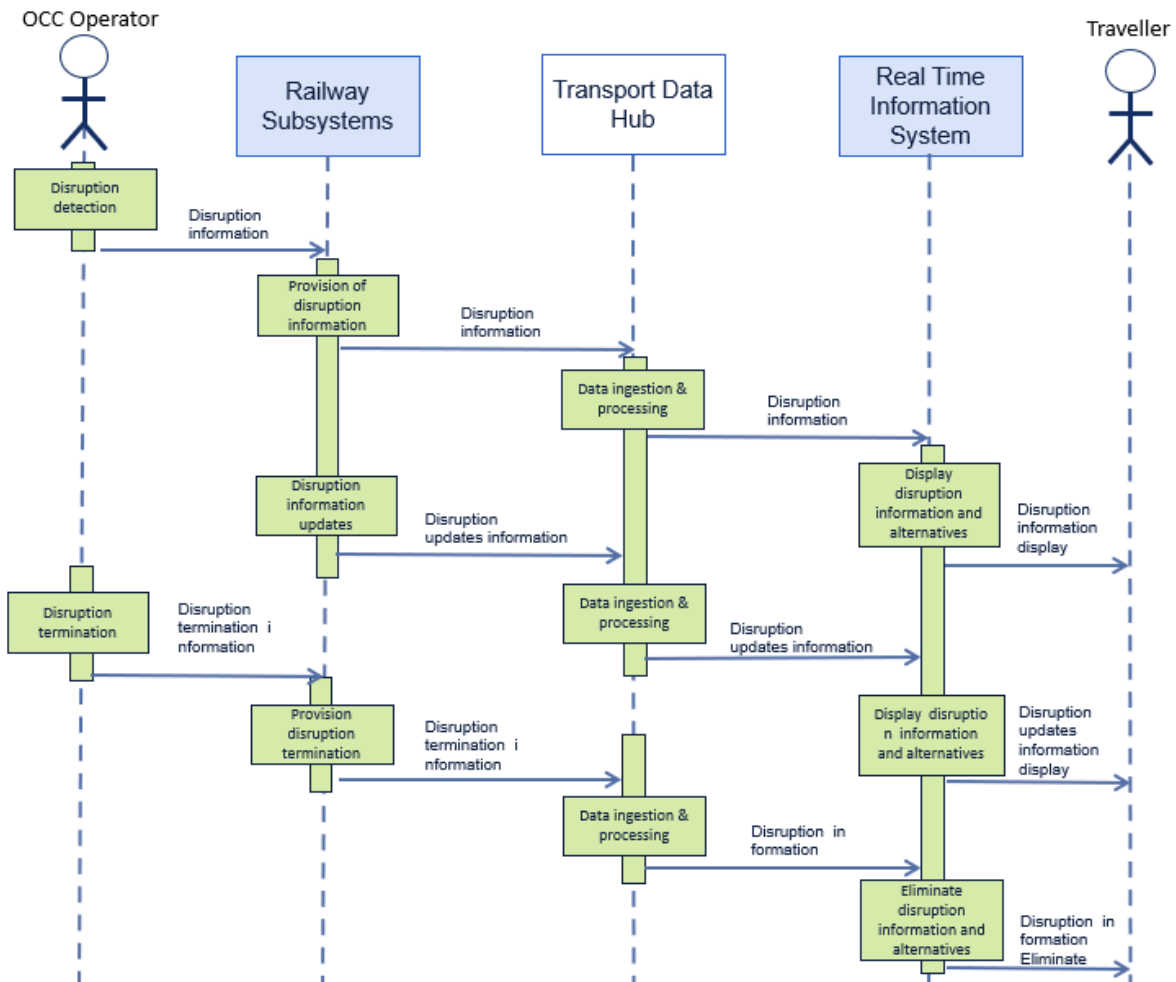 OCC Operator
Traveller
Railway
Subsystems
Transport Data
Hub
Real Time
Information
System
Disruption
detection
Disruption
information
Provision of
disruption
information
Disruption
information
Data ingestion &
processing
Disruption
information
Display
disruption
information and
alternatives
Disruption
information
display
Disruption
information
updates
Disruption
updates information
Data ingestion &
processing
Disruption
updates information
Disruption
termination
Disruption
termination i
nformation
Provision
disruption
termination
Disruption
termination i
nformation
Display disruptio
n information
and alternatives
Disruption
updates
information
display
Data ingestion &
processing
Disruption in
formation
Eliminate
disruption
information and
alternatives
Disruption in
formation
Eliminate